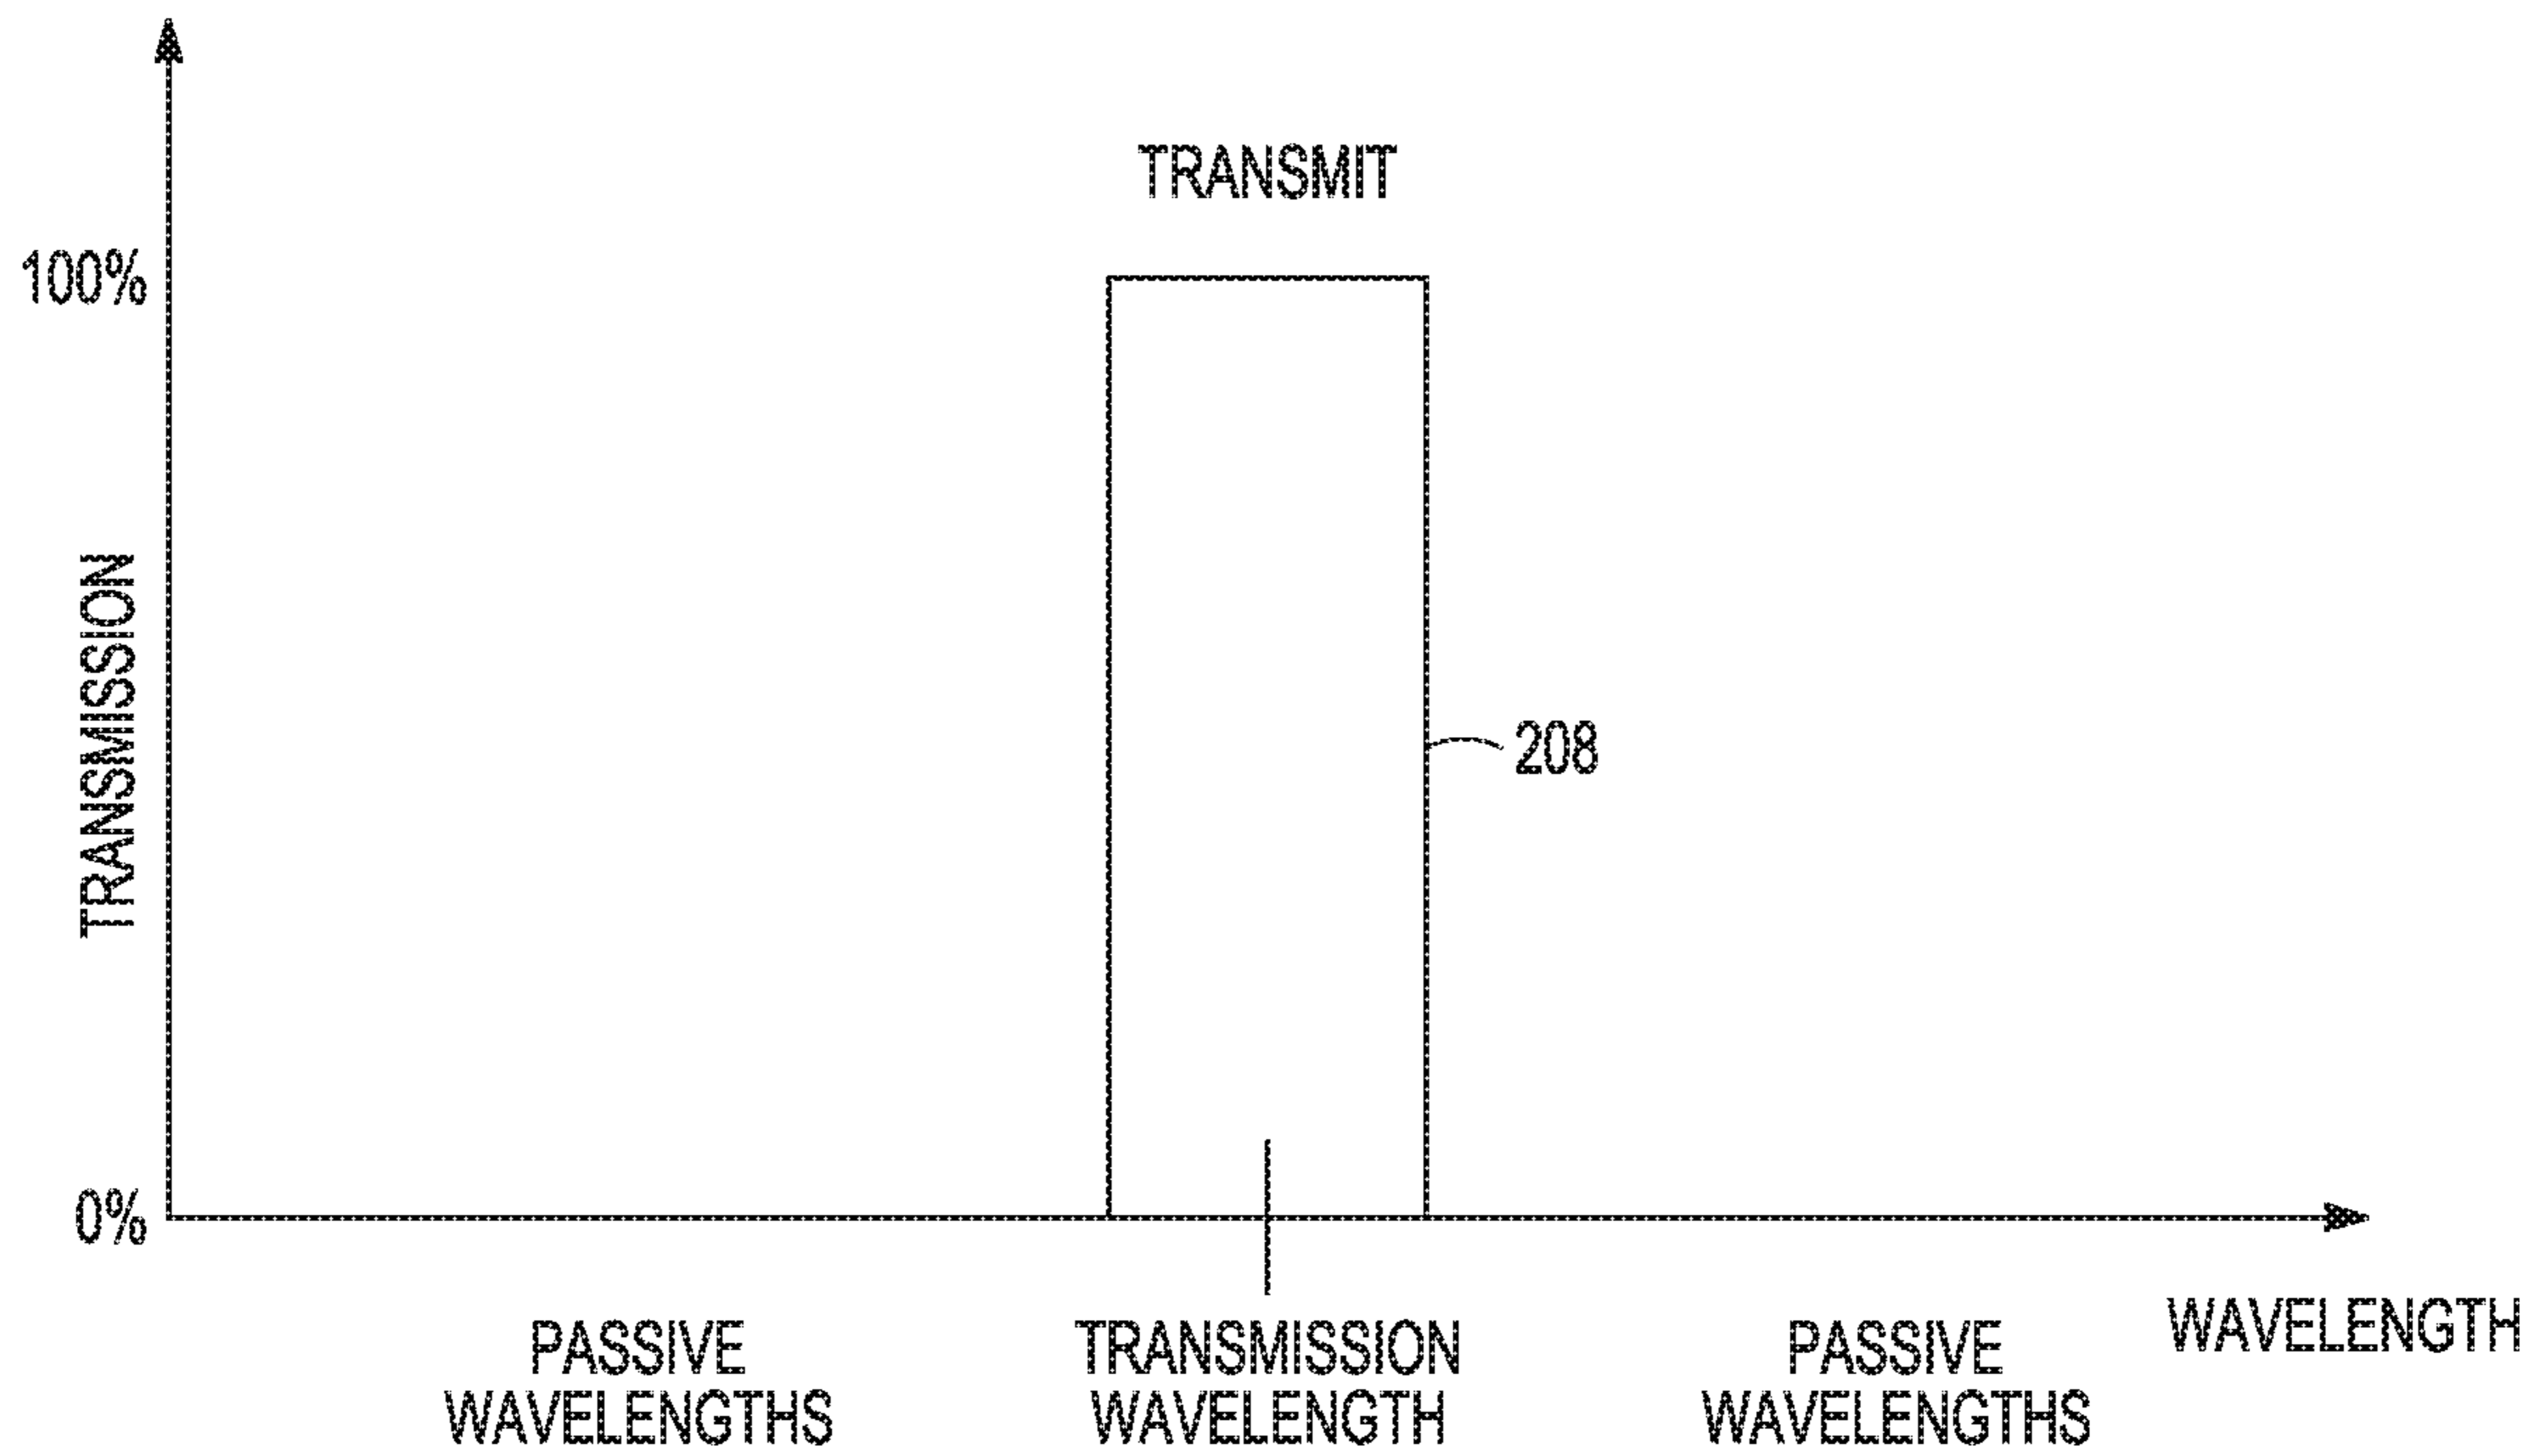 TRANSMIT
100%
TRANSMISSION
208
0%
PASSIVE
WAVELENGTHS
TRANSMISSION
WAVELENGTH
PASSIVE
WAVELENGTHS
WAVELENGTH